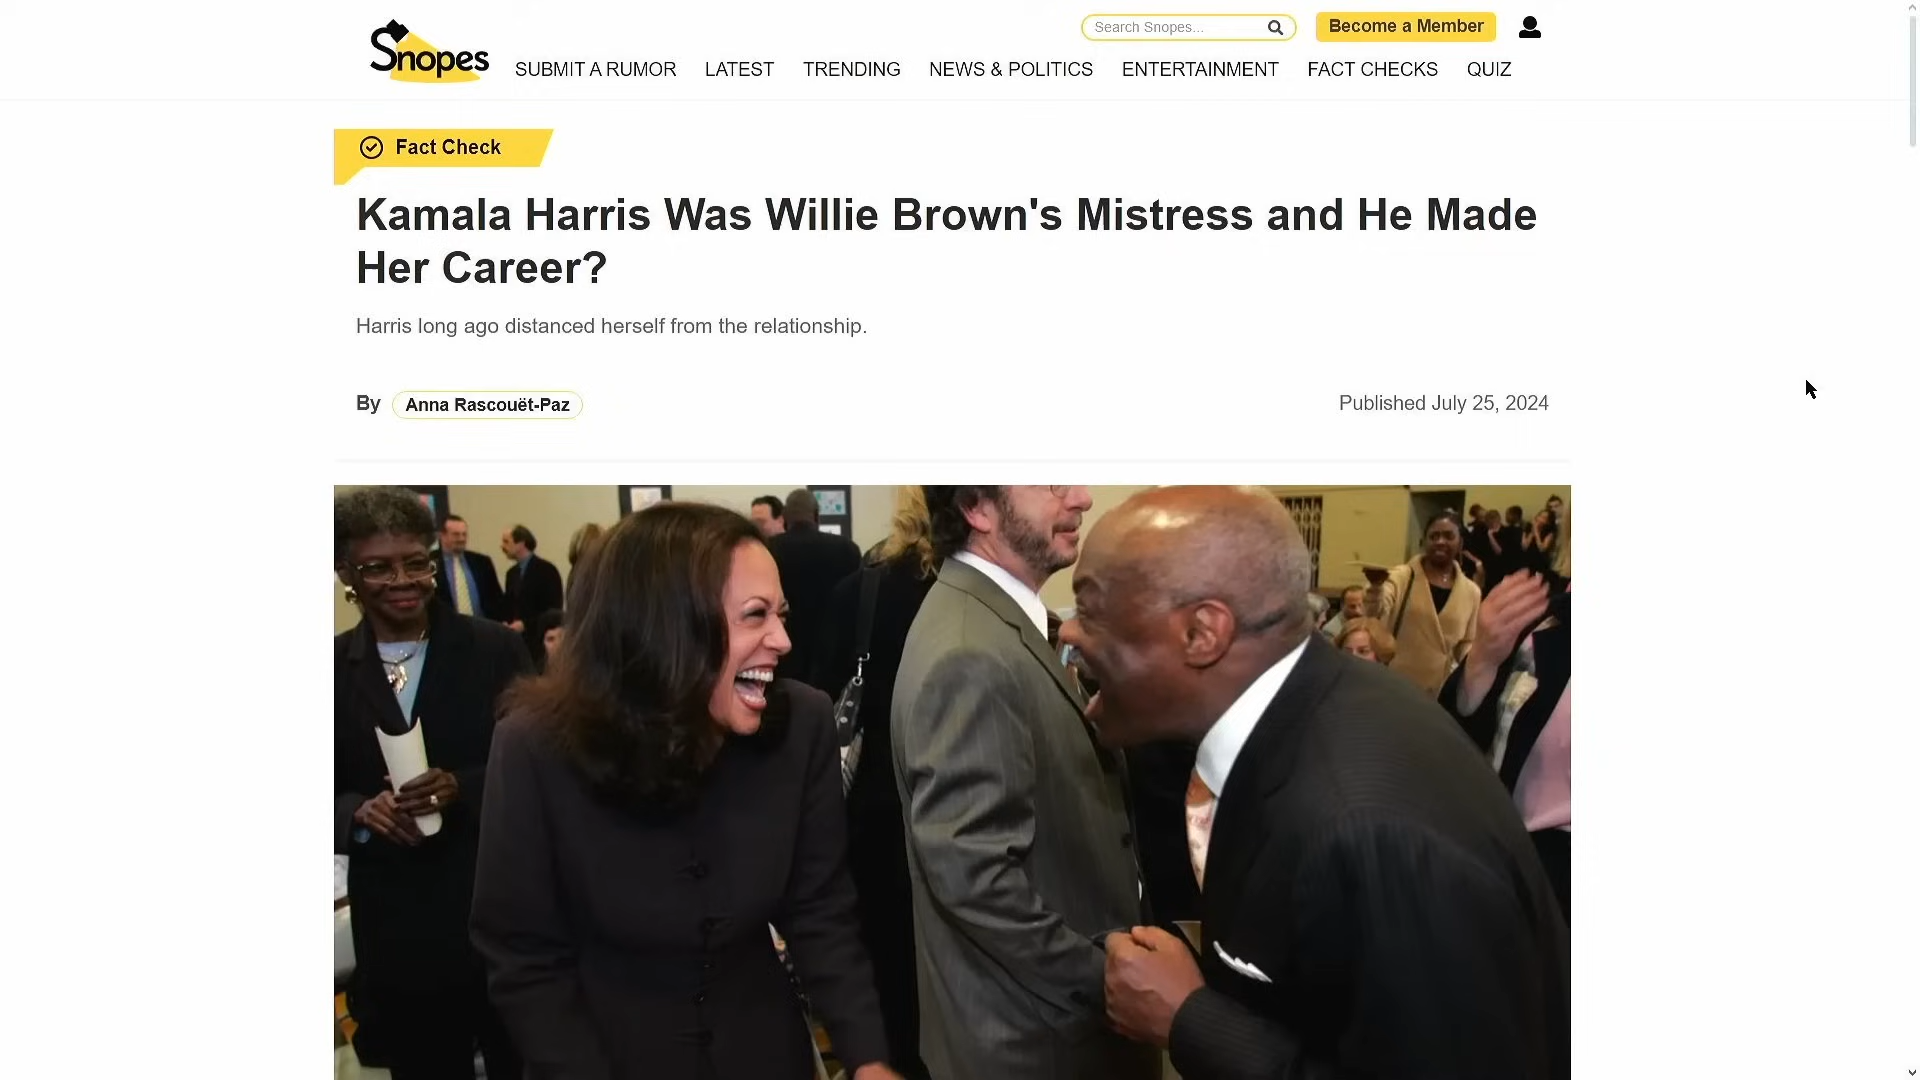 Snopes
Search Snopes...
Become a Member
SUBMIT A RUMOR
LATEST
TRENDING
NEWS & POLITICS
ENTERTAINMENT
FACT CHECKS
QUIZ
Fact Check
Kamala Harris Was Willie Brown's Mistress and He Made
Her Career?
Harris long ago distanced herself from the relationship.
By Anna Rascouët-Paz
Published July 25, 2024